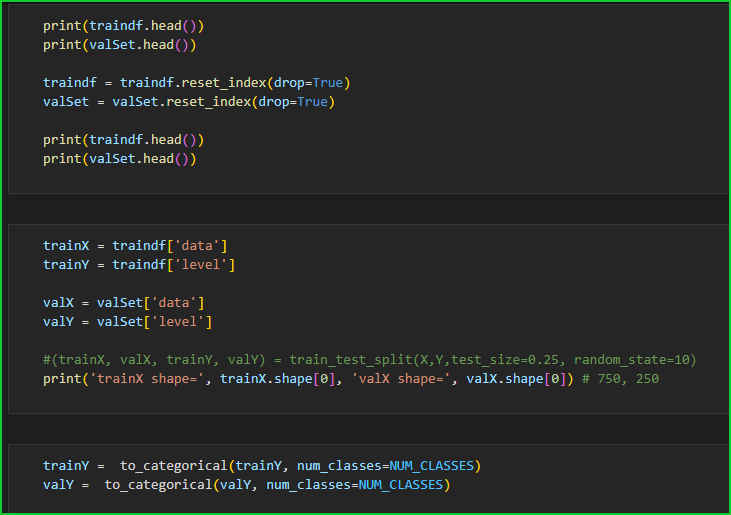 print(traindf.head())
print(valSet.head())
traindf = traindf.reset_index(drop=True)
valSet = valSet.reset_index(drop=True)
print(traindf.head())
print(valSet.head())
trainX = traindf['data']
trainY = traindf['level']
valX = valSet['data']
valY = valSet['level']
#(trainX, valX, trainY, valY) = train_test_split(X,Y,test_size=0.25, random_state=10)
print('trainX shape=', trainX.shape[0], 'valX shape=', valX.shape[0]) # 750, 250
trainY =  to_categorical(trainY, num_classes=NUM_CLASSES)
valY =  to_categorical(valY, num_classes=NUM_CLASSES)